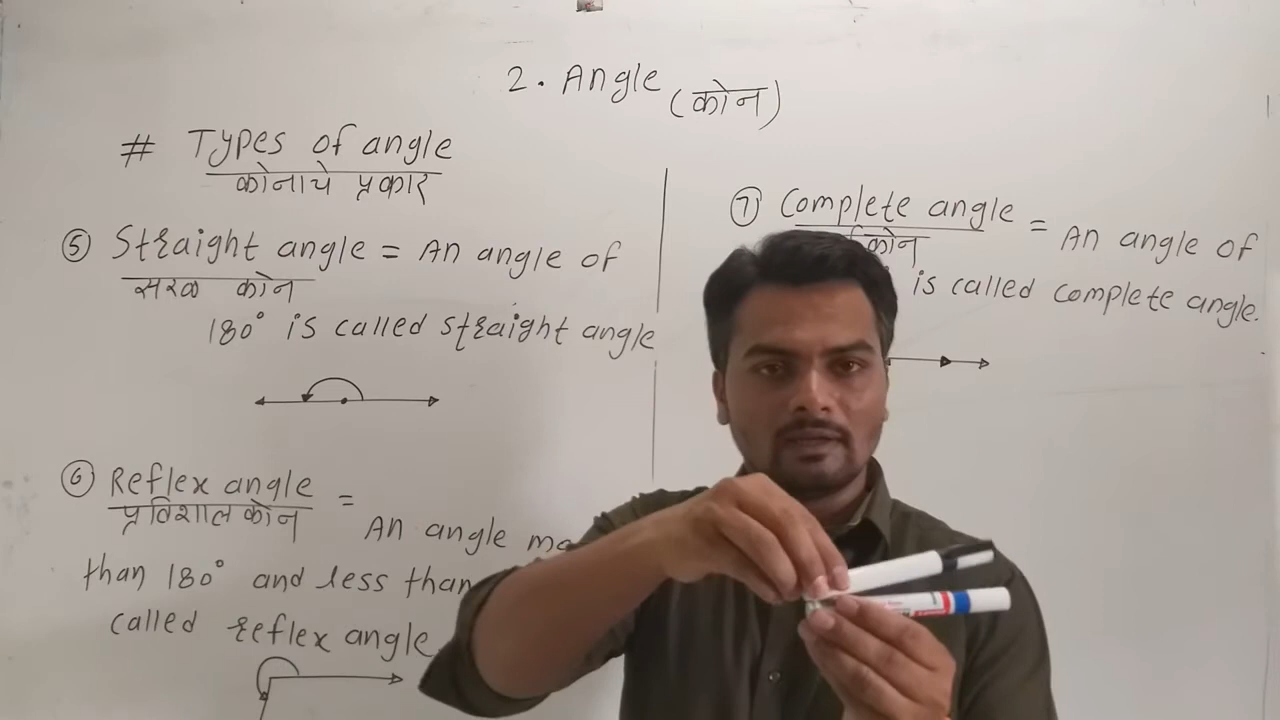 2. Angle (कोन)
# Types of angle
कोनाचे प्रकार
⑤ Straight angle = An angle of
सरळ कोन
180° is called straight angle
⑥ Reflex angle =
प्रविशाल कोन
An angle
than 180° and less than
called reflex angle
⑦ Complete angle = An angle of
कोन
is called complete angle.